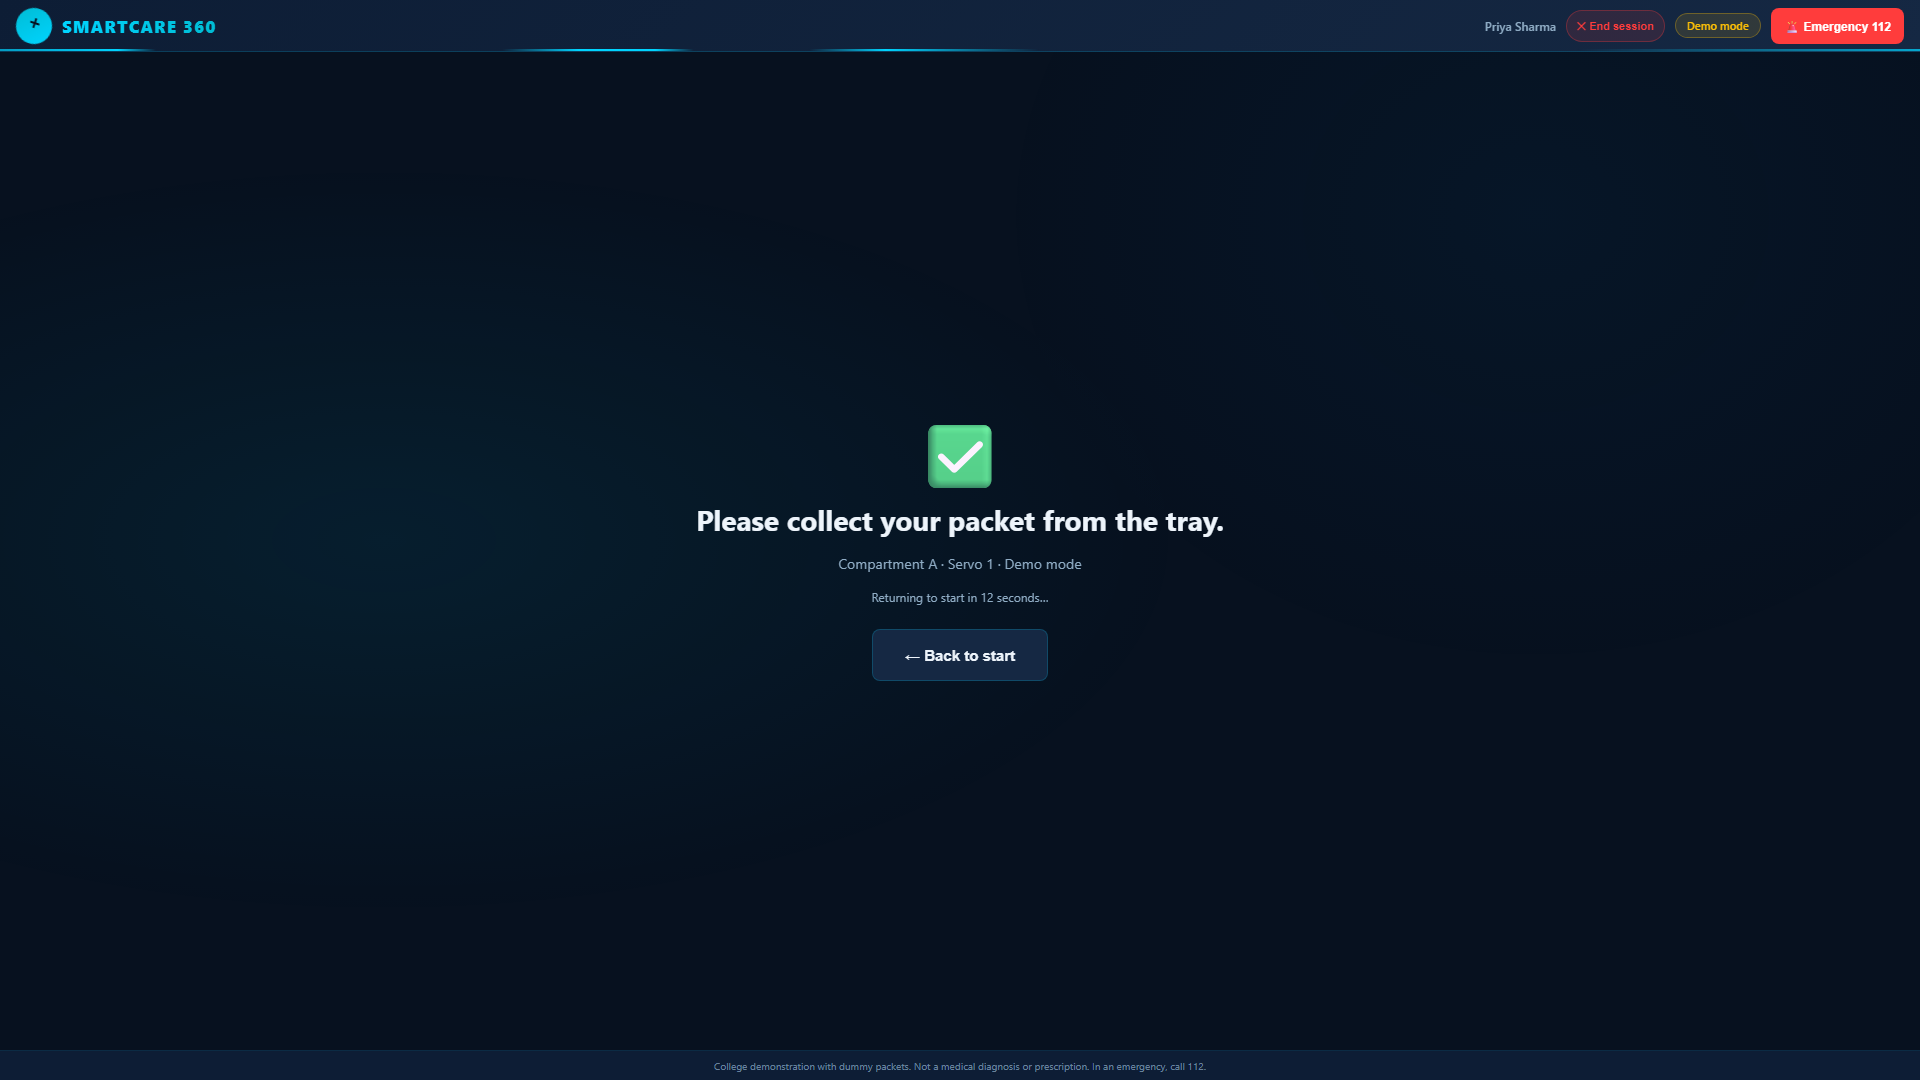 SMARTCARE 360
Priya Sharma
✕ End session
Demo mode
🚨 Emergency 112
Please collect your packet from the tray.
Compartment A · Servo 1 · Demo mode
Returning to start in 12 seconds...
← Back to start
College demonstration with dummy packets. Not a medical diagnosis or prescription. In an emergency, call 112.